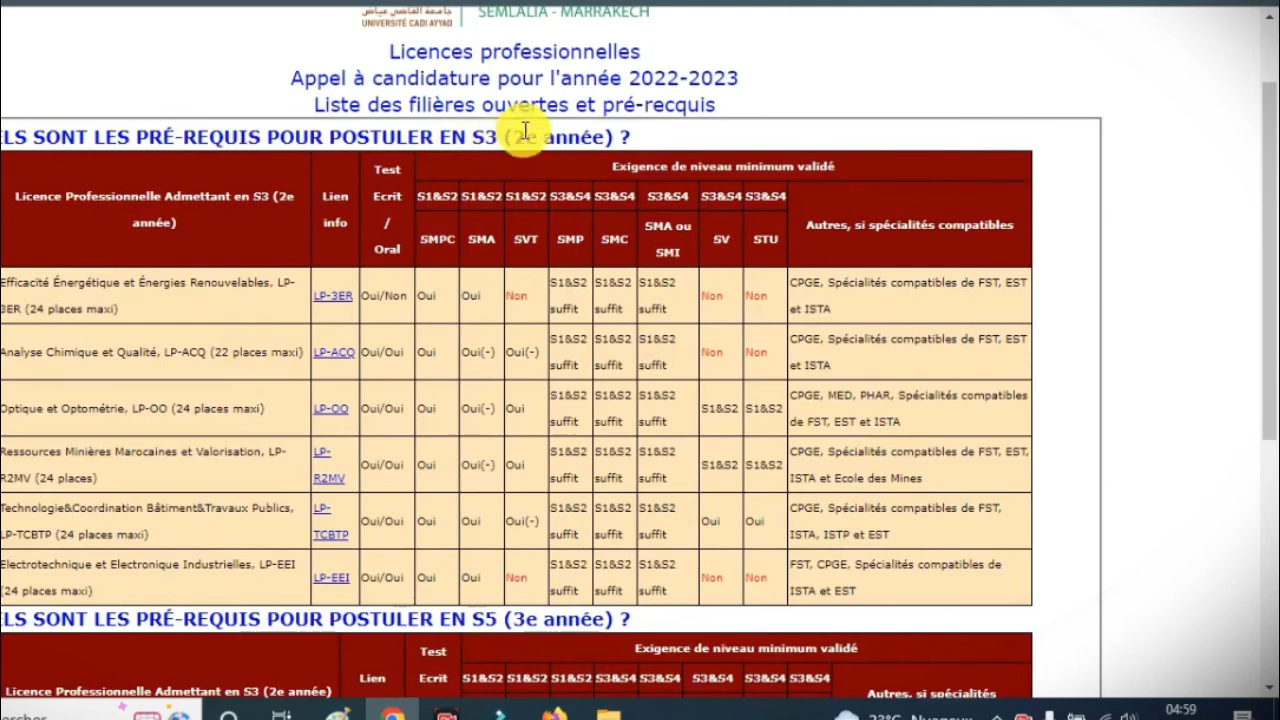 جامعة القاضي عياض
UNIVERSITÉ CADI AYYAD
SEMLALIA - MARRAKECH
Licences professionnelles
Appel à candidature pour l'année 2022-2023
Liste des filières ouvertes et pré-recquis
ELS SONT LES PRÉ-REQUIS POUR POSTULER EN S3 (2e année) ?
Licence Professionnelle Admettant en S3 (2e année)
Lien info
Test Ecrit / Oral
Exigence de niveau minimum validé
S1&S2 S1&S2 S1&S2 S3&S4 S3&S4 S3&S4 S3&S4 S3&S4
SMPC SMA SVT SMP SMC SMA ou SMI SV STU
Autres, si spécialités compatibles
Efficacité Énergétique et Énergies Renouvelables, LP-3ER (24 places maxi) LP-3ER Oui/Non Oui Oui Non S1&S2 suffit S1&S2 suffit S1&S2 suffit Non Non CPGE, Spécialités compatibles de FST, EST et ISTA
Analyse Chimique et Qualité, LP-ACQ (22 places maxi) LP-ACQ Oui/Oui Oui Oui(-) Oui(-) S1&S2 suffit S1&S2 suffit S1&S2 suffit Non Non CPGE, Spécialités compatibles de FST, EST et ISTA
Optique et Optométrie, LP-OO (24 places maxi) LP-OO Oui/Oui Oui Oui(-) Oui S1&S2 suffit S1&S2 suffit S1&S2 suffit S1&S2 S1&S2 CPGE, MED, PHAR, Spécialités compatibles de FST, EST et ISTA
Ressources Minières Marocaines et Valorisation, LP-R2MV (24 places) LP-R2MV Oui/Oui Oui Oui(-) Oui S1&S2 suffit S1&S2 suffit S1&S2 suffit S1&S2 S1&S2 CPGE, Spécialités compatibles de FST, EST, ISTA et Ecole des Mines
Technologie&Coordination Bâtiment&Travaux Publics, LP-TCBTP (24 places maxi) LP-TCBTP Oui/Oui Oui Oui Oui(-) S1&S2 suffit S1&S2 suffit S1&S2 suffit Oui Oui CPGE, Spécialités compatibles de FST, ISTA, ISTP et EST
Electrotechnique et Electronique Industrielles, LP-EEI (24 places maxi) LP-EEI Oui/Oui Oui Oui Non S1&S2 suffit S1&S2 suffit S1&S2 suffit Non Non FST, CPGE, Spécialités compatibles de ISTA et EST
ELS SONT LES PRÉ-REQUIS POUR POSTULER EN S5 (3e année) ?
Licence Professionnelle Admettant en S3 (2e année)
Lien
Test Ecrit
Exigence de niveau minimum validé
S1&S2 S1&S2 S3&S4 S3&S4 S3&S4 S3&S4 S3&S4
Autres, si spécialités
ercher
23°C Nuageux
04:59